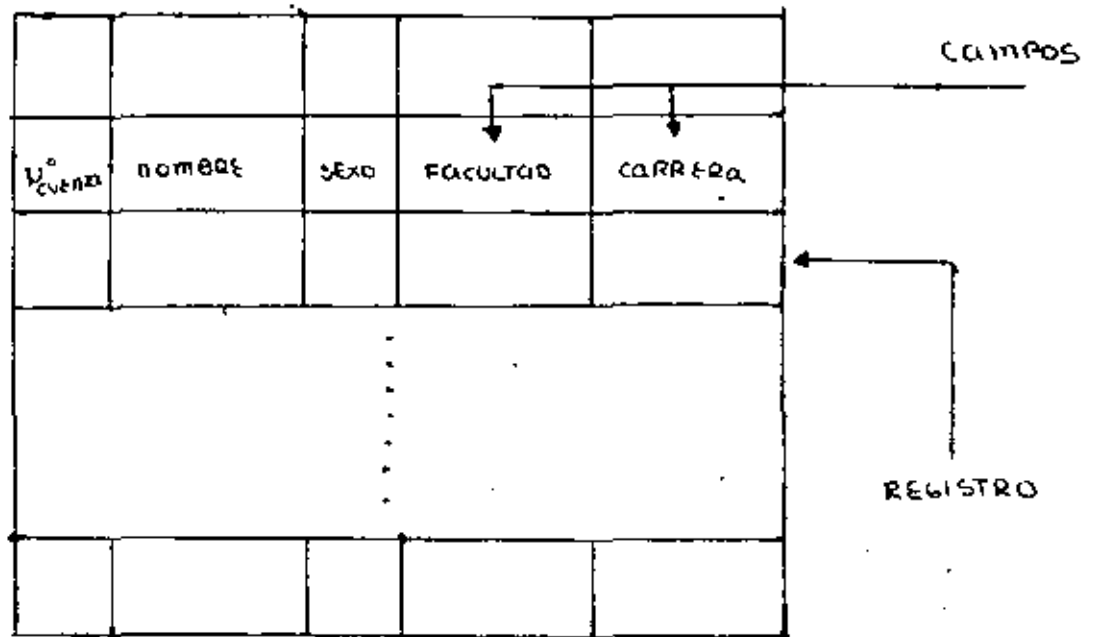 CAMPOS
N° CUENTA
NOMBRE
SEXO
FACULTAD
CARRERA
REGISTRO